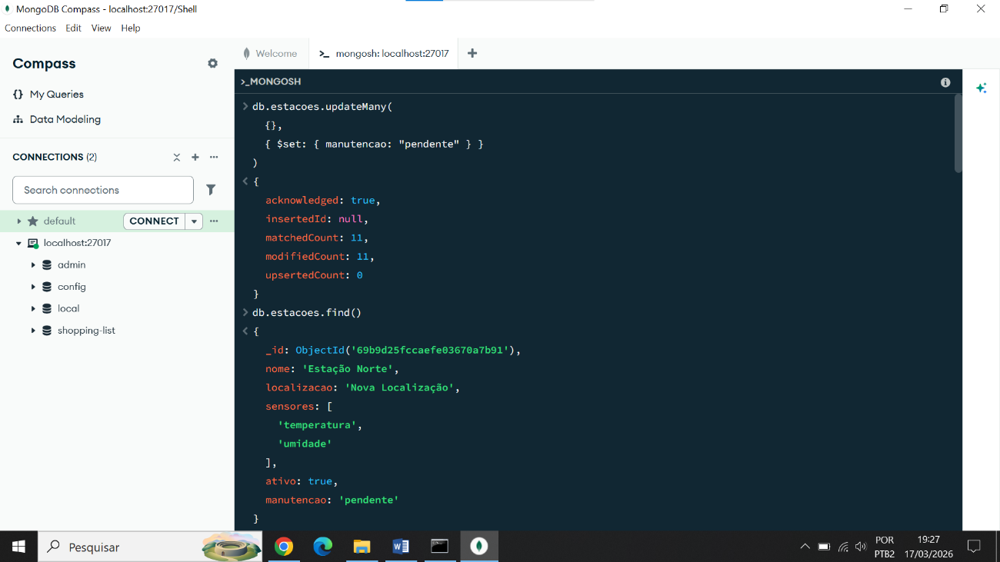 MongoDB Compass - localhost:27017/Shell
Connections Edit View Help
Compass
My Queries
Data Modeling
CONNECTIONS (2)
Search connections
default CONNECT
localhost:27017
admin
config
local
shopping-list
Welcome
>_ mongosh: localhost:27017
>_MONGOSH
> db.estacoes.updateMany(
{},
{ $set: { manutencao: "pendente" } }
)
< {
acknowledged: true,
insertedId: null,
matchedCount: 11,
modifiedCount: 11,
upsertedCount: 0
}
> db.estacoes.find()
< {
_id: ObjectId('69b9d25fccaefe03670a7b91'),
nome: 'Estação Norte',
localizacao: 'Nova Localização',
sensores: [
'temperatura',
'umidade'
],
ativo: true,
manutencao: 'pendente'
}
Pesquisar
POR
PTB2
19:27
17/03/2026